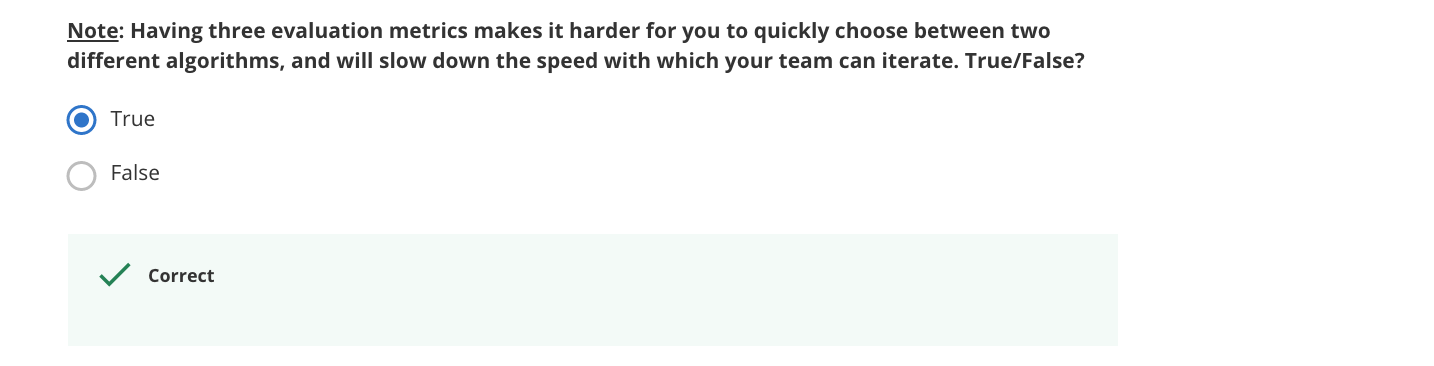 Note: Having three evaluation metrics makes it harder for you to quickly choose between two
different algorithms, and will slow down the speed with which your team can iterate. True/False?
True
False
Correct